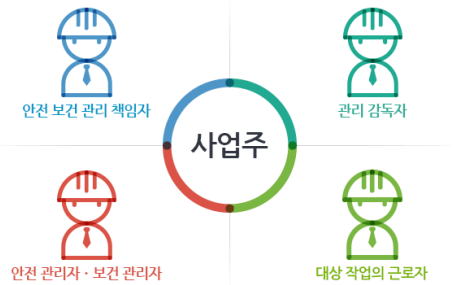 안전 보건 관리 책임자
관리 감독자
사업주
안전 관리자 · 보건 관리자
대상 작업의 근로자